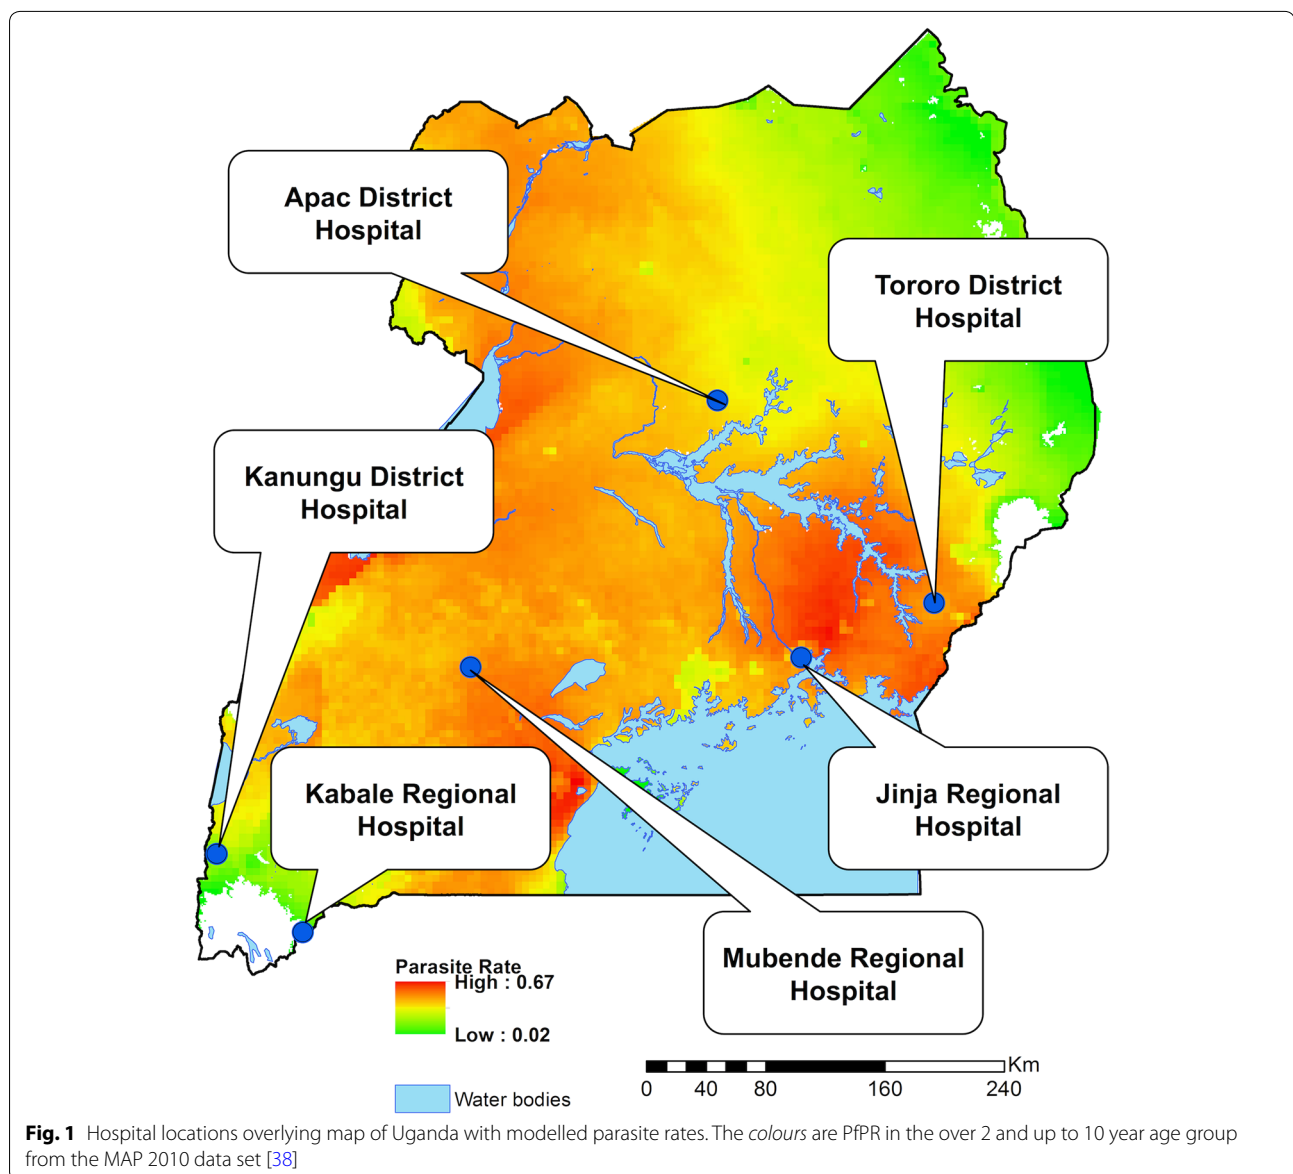 Apac District
Hospital
Tororo District
Hospital
Kanungu District
Hospital
Kabale Regional
Hospital
Jinja Regional
Hospital
Mubende Regional
Hospital
Parasite Rate
High : 0.67
Low : 0.02
Water bodies
Km
0 40 80 160 240
Fig. 1 Hospital locations overlying map of Uganda with modelled parasite rates. The colours are PfPR in the over 2 and up to 10 year age group
from the MAP 2010 data set [38]